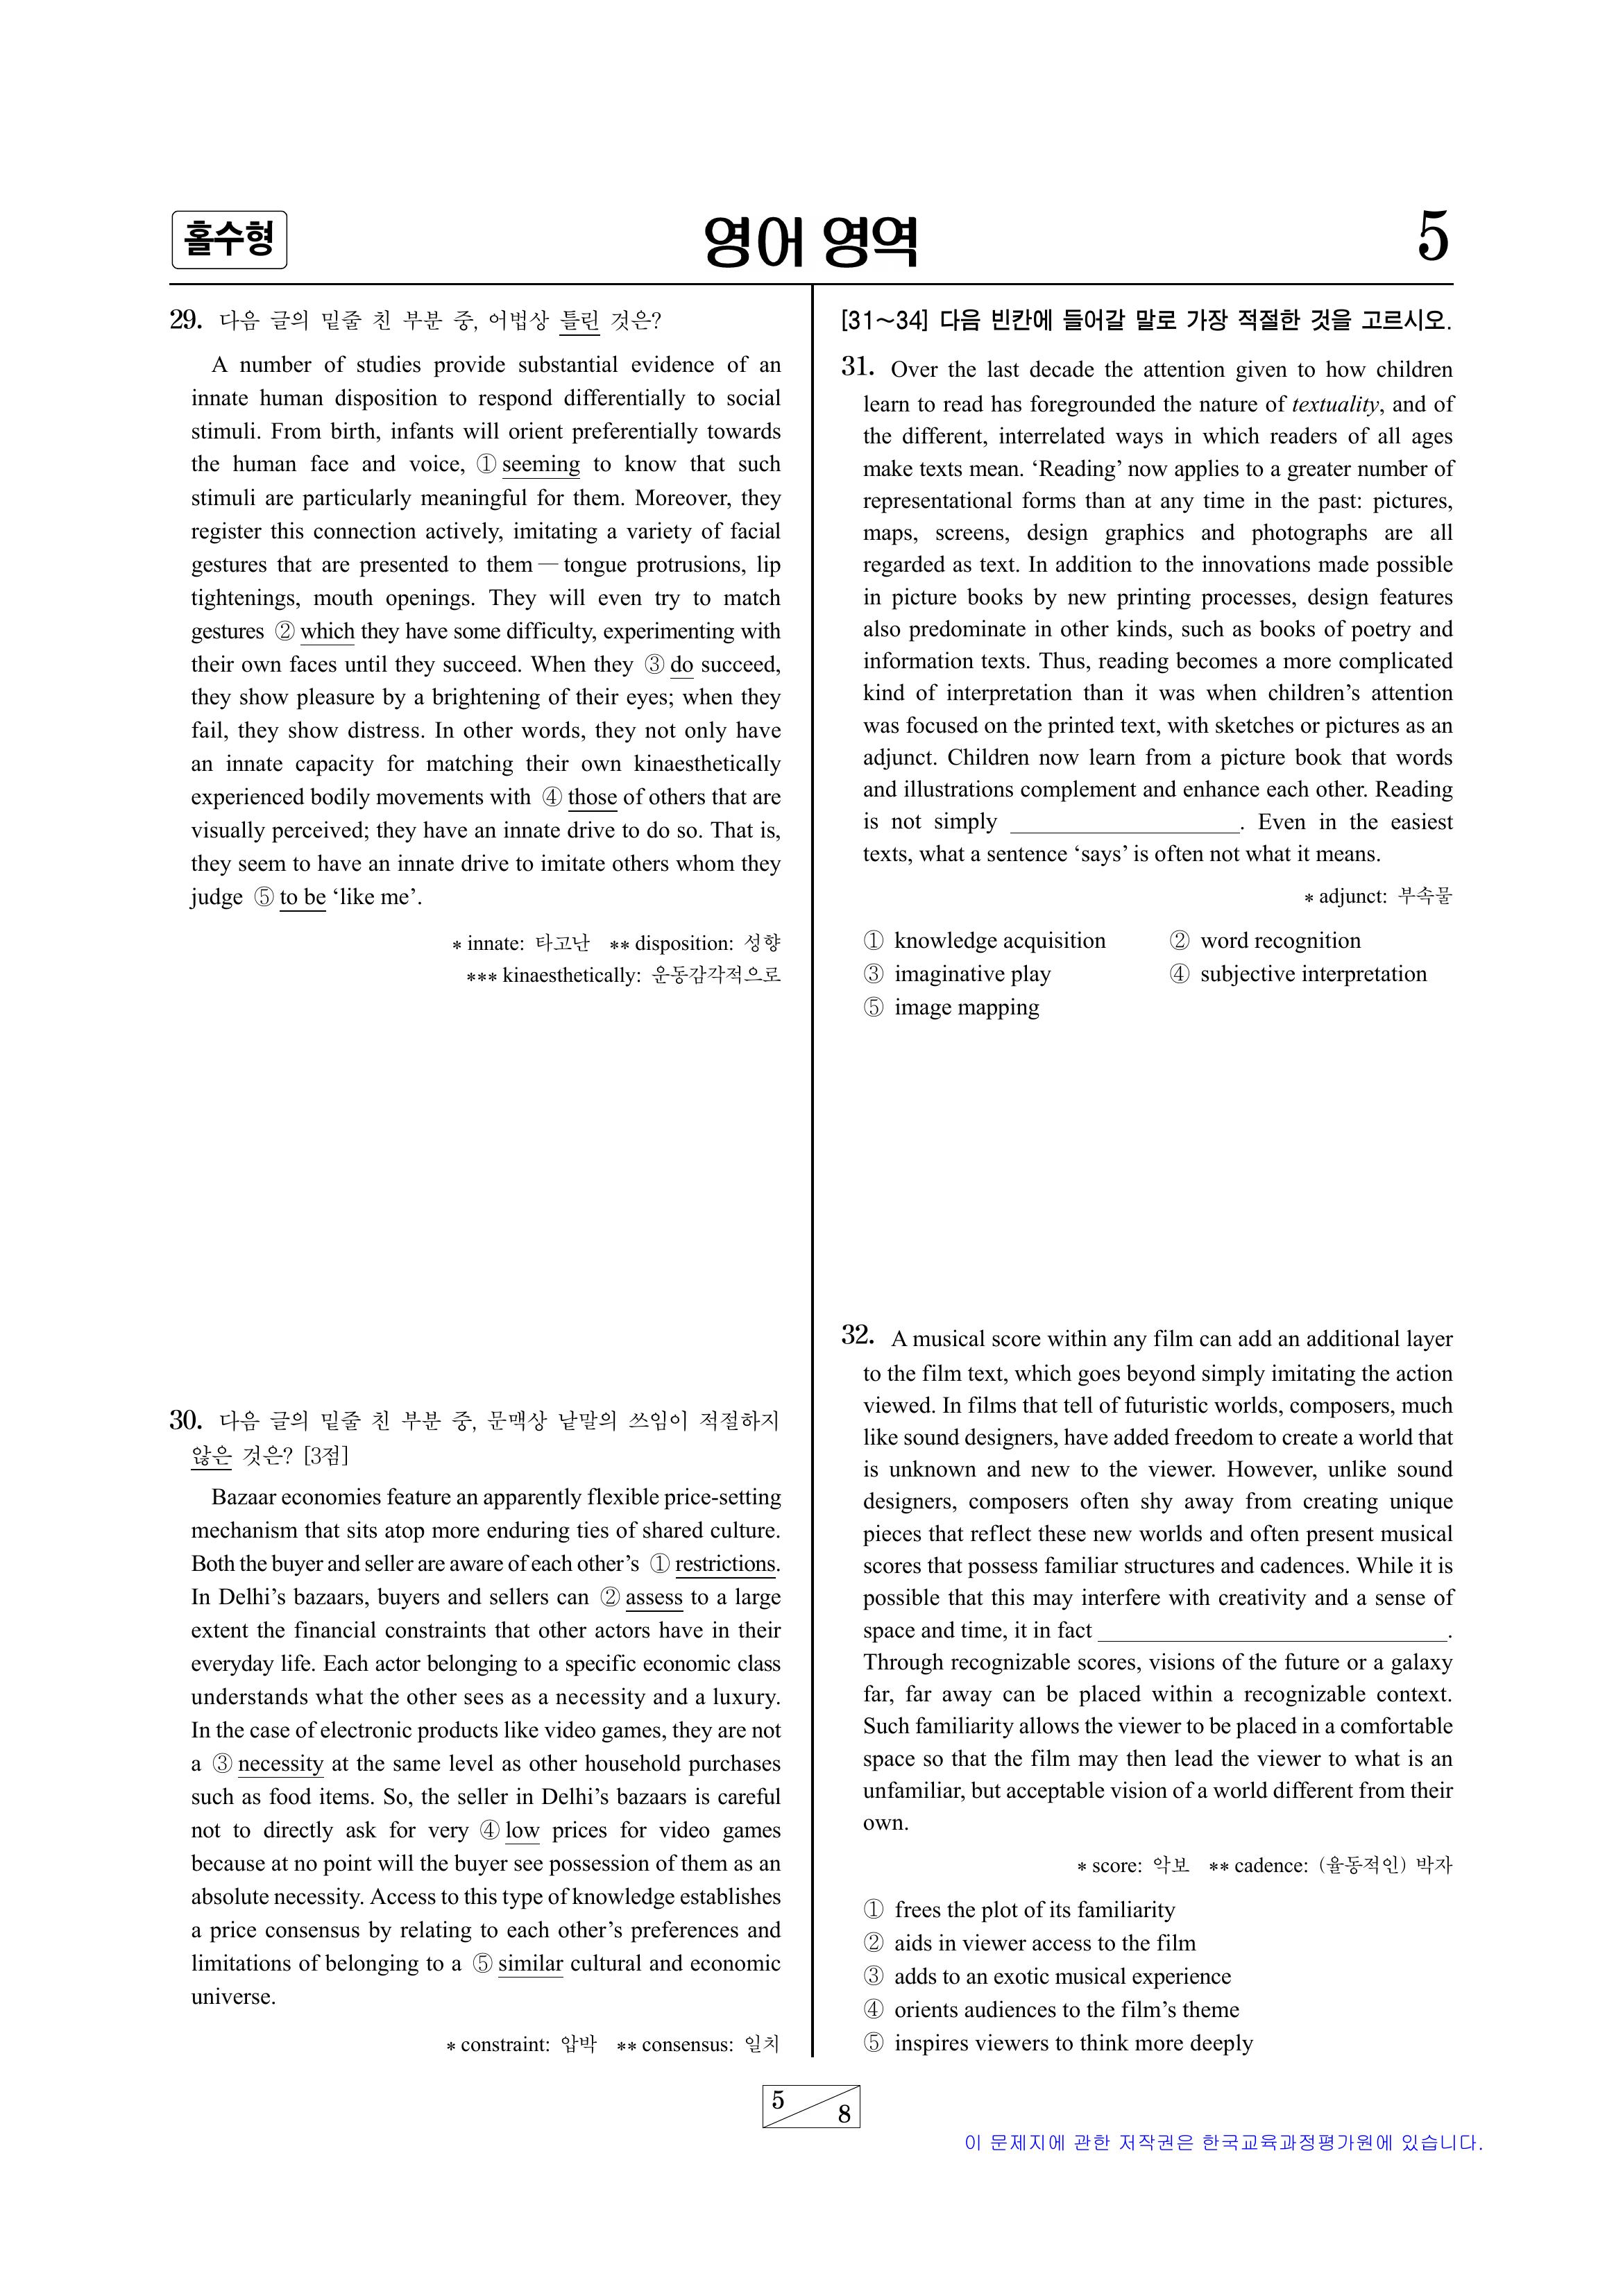 홀수형
영어 영역
5
29. 다음 글의 밑줄 친 부분 중, 어법상 틀린 것은?
A number of studies provide substantial evidence of an
innate human disposition to respond differentially to social
stimuli. From birth, infants will orient preferentially towards
the human face and voice, ① seeming to know that such
stimuli are particularly meaningful for them. Moreover, they
register this connection actively, imitating a variety of facial
gestures that are presented to them — tongue protrusions, lip
tightenings, mouth openings. They will even try to match
gestures ② which they have some difficulty, experimenting with
their own faces until they succeed. When they ③ do succeed,
they show pleasure by a brightening of their eyes; when they
fail, they show distress. In other words, they not only have
an innate capacity for matching their own kinaesthetically
experienced bodily movements with ④ those of others that are
visually perceived; they have an innate drive to do so. That is,
they seem to have an innate drive to imitate others whom they
judge ⑤ to be ‘like me’.
* innate: 타고난 ** disposition: 성향
*** kinaesthetically: 운동감각적으로
30. 다음 글의 밑줄 친 부분 중, 문맥상 낱말의 쓰임이 적절하지
않은 것은? [3점]
Bazaar economies feature an apparently flexible price-setting
mechanism that sits atop more enduring ties of shared culture.
Both the buyer and seller are aware of each other’s ① restrictions.
In Delhi’s bazaars, buyers and sellers can ② assess to a large
extent the financial constraints that other actors have in their
everyday life. Each actor belonging to a specific economic class
understands what the other sees as a necessity and a luxury.
In the case of electronic products like video games, they are not
a ③ necessity at the same level as other household purchases
such as food items. So, the seller in Delhi’s bazaars is careful
not to directly ask for very ④ low prices for video games
because at no point will the buyer see possession of them as an
absolute necessity. Access to this type of knowledge establishes
a price consensus by relating to each other’s preferences and
limitations of belonging to a ⑤ similar cultural and economic
universe.
* constraint: 압박 ** consensus: 일치
[31~34] 다음 빈칸에 들어갈 말로 가장 적절한 것을 고르시오.
31. Over the last decade the attention given to how children
learn to read has foregrounded the nature of textuality, and of
the different, interrelated ways in which readers of all ages
make texts mean. ‘Reading’ now applies to a greater number of
representational forms than at any time in the past: pictures,
maps, screens, design graphics and photographs are all
regarded as text. In addition to the innovations made possible
in picture books by new printing processes, design features
also predominate in other kinds, such as books of poetry and
information texts. Thus, reading becomes a more complicated
kind of interpretation than it was when children’s attention
was focused on the printed text, with sketches or pictures as an
adjunct. Children now learn from a picture book that words
and illustrations complement and enhance each other. Reading
is not simply ____________________. Even in the easiest
texts, what a sentence ‘says’ is often not what it means.
* adjunct: 부속물
① knowledge acquisition ② word recognition
③ imaginative play ④ subjective interpretation
⑤ image mapping
32. A musical score within any film can add an additional layer
to the film text, which goes beyond simply imitating the action
viewed. In films that tell of futuristic worlds, composers, much
like sound designers, have added freedom to create a world that
is unknown and new to the viewer. However, unlike sound
designers, composers often shy away from creating unique
pieces that reflect these new worlds and often present musical
scores that possess familiar structures and cadences. While it is
possible that this may interfere with creativity and a sense of
space and time, it in fact ______________________________.
Through recognizable scores, visions of the future or a galaxy
far, far away can be placed within a recognizable context.
Such familiarity allows the viewer to be placed in a comfortable
space so that the film may then lead the viewer to what is an
unfamiliar, but acceptable vision of a world different from their
own.
* score: 악보 ** cadence: (율동적인) 박자
① frees the plot of its familiarity
② aids in viewer access to the film
③ adds to an exotic musical experience
④ orients audiences to the film’s theme
⑤ inspires viewers to think more deeply
5
8
이 문제지에 관한 저작권은 한국교육과정평가원에 있습니다.